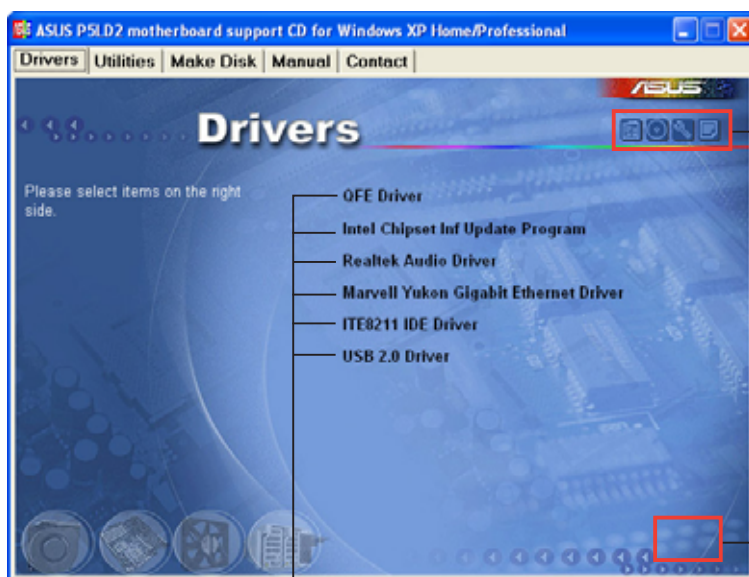 ASUS P5LD2 motherboard support CD for Windows XP Home/Professional
Drivers Utilities Make Disk Manual Contact
ASUS
Drivers
Please select items on the right
side.
QFE Driver
Intel Chipset Inf Update Program
Realtek Audio Driver
Marvell Yukon Gigabit Ethernet Driver
ITE8211 IDE Driver
USB 2.0 Driver